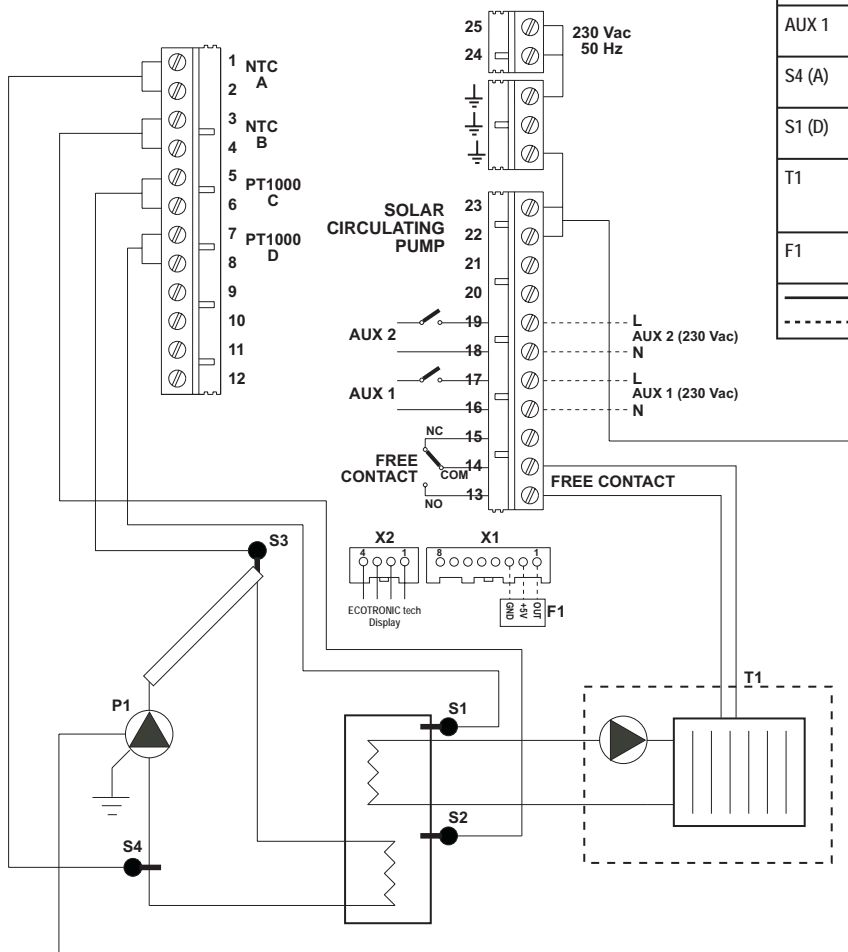 1
2
3
4
5
6
7
8
9
10
11
12
NTC
A
NTC
B
PT1000
C
PT1000
D
25
24
230 Vac
50 Hz
SOLAR
CIRCULATING
PUMP
23
22
21
20
19
18
17
16
15
14
13
AUX 2
AUX 1
NC
FREE
CONTACT
COM
NO
L
AUX 2 (230 Vac)
N
L
AUX 1 (230 Vac)
N
FREE CONTACT
X2
4 1
ECOTRONIC tech
Display
X1
8 1
GND
+5V
OUT
F1
S3
P1
S4
S1
S2
T1
AUX 1
S4 (A)
S1 (D)
T1
F1